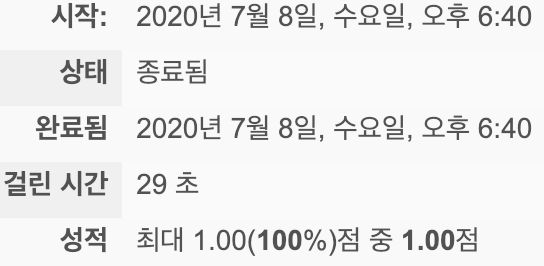 시작: 2020년 7월 8일, 수요일, 오후 6:40
상태 종료됨
완료됨 2020년 7월 8일, 수요일, 오후 6:40
걸린 시간 29 초
성적 최대 1.00(100%)점 중 1.00점